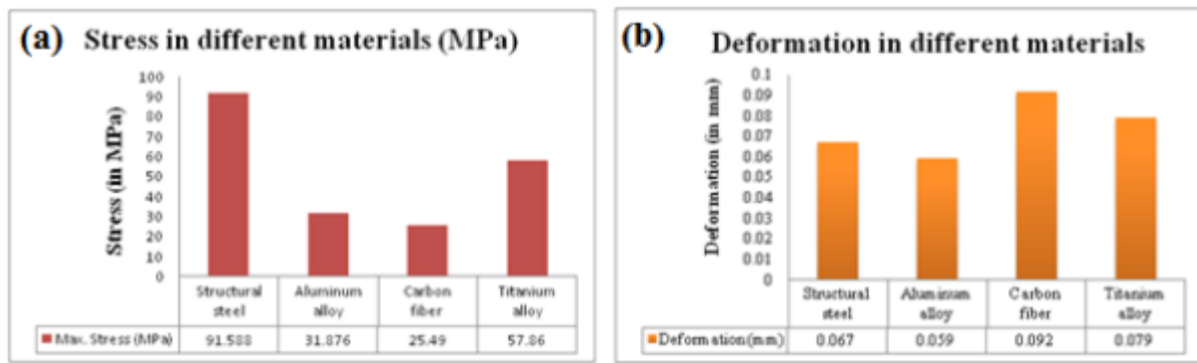 (a) Stress in different materials (MPa)
Stress (in MPa)
100
90
80
70
60
50
40
30
20
10
0
Structural steel
Aluminum alloy
Carbon fiber
Titanium alloy
Max. Stress (MPa) 91.588 31.876 25.49 57.86
(b) Deformation in different materials
Deformation (in mm)
0.1
0.09
0.08
0.07
0.06
0.05
0.04
0.03
0.02
0.01
0
Structural steel
Aluminum alloy
Carbon fiber
Titanium alloy
Deformation (mm) 0.067 0.059 0.092 0.079